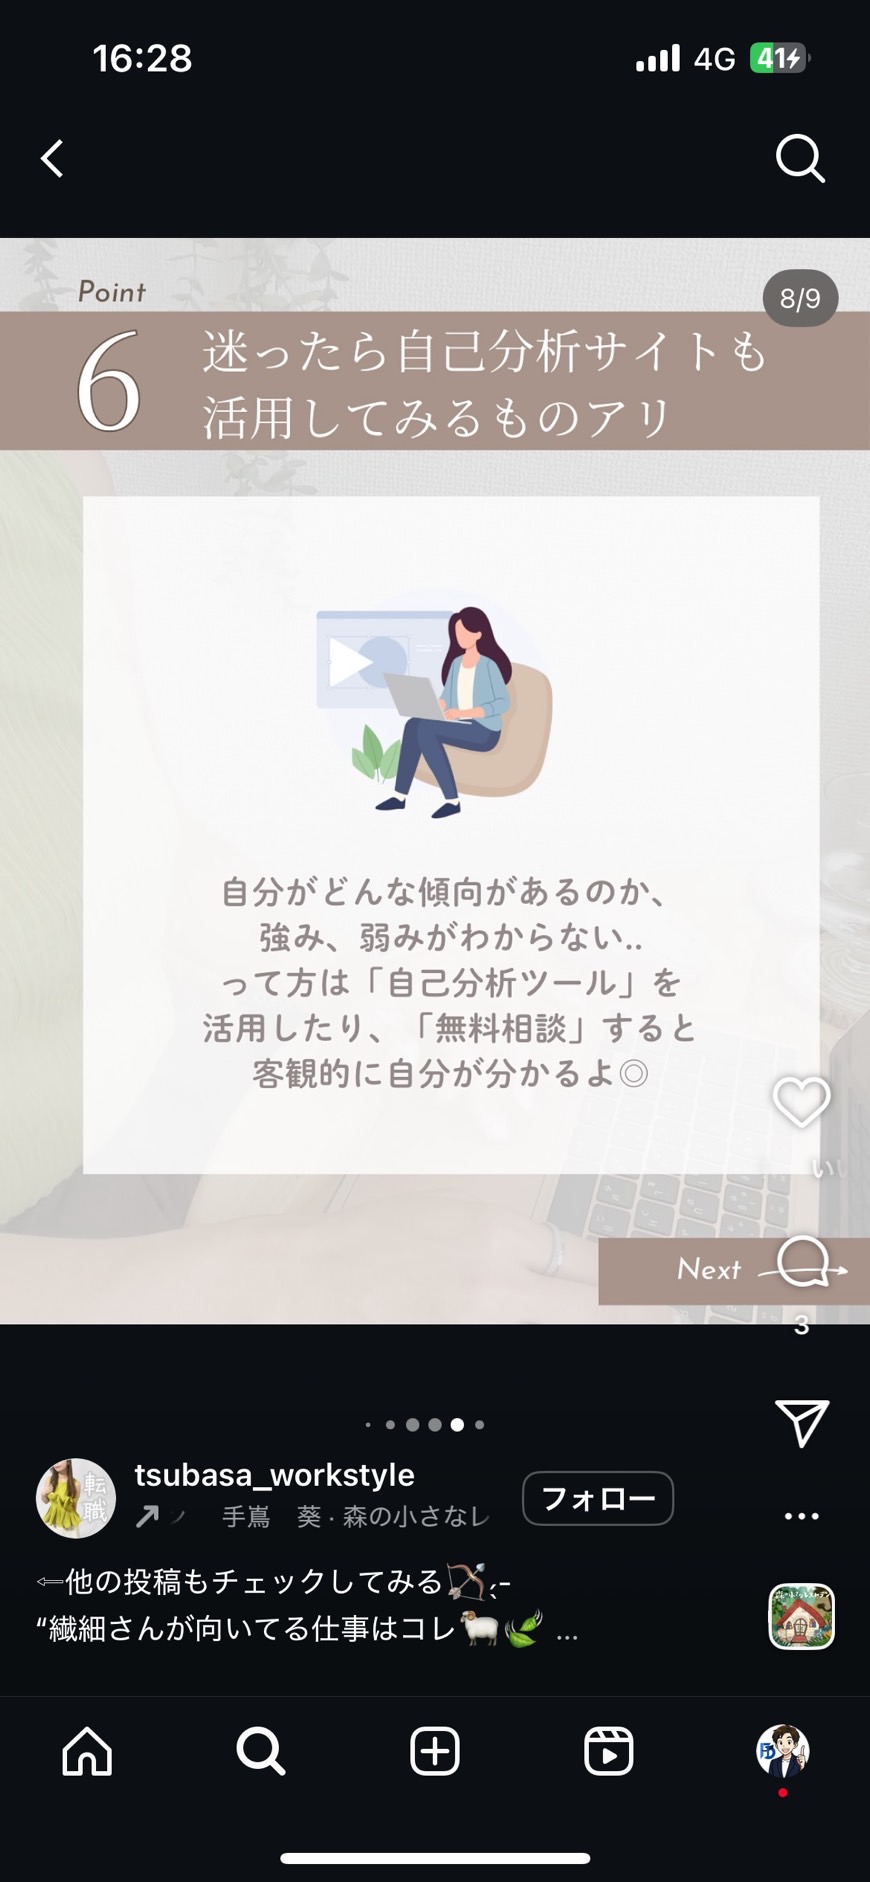 16:28
4G
41
8/9
Point
6
迷ったら自己分析サイトも
活用してみるものアリ
自分がどんな傾向があるのか、
強み、弱みがわからない..
って方は「自己分析ツール」を
活用したり、「無料相談」すると
客観的に自分が分かるよ◎
いい
Next
3
転職
tsubasa_workstyle
フォロー
手嶌 葵・森の小さなレ
⇦他の投稿もチェックしてみる🏹 ˎˊ˗
“繊細さんが向いてる仕事はコレ🐏🍃 ...